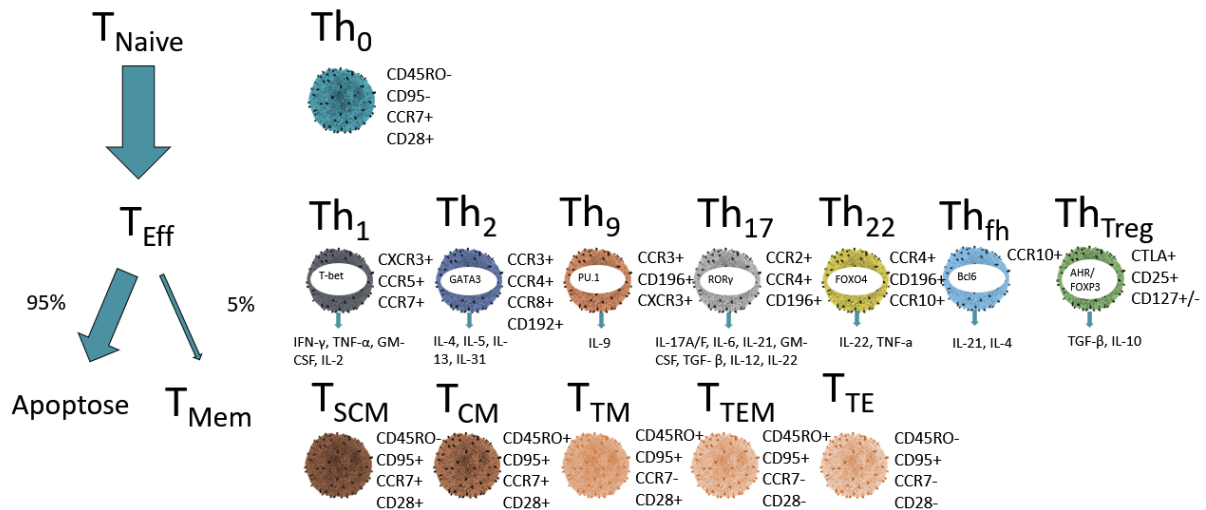 T Naive
Th0
CD45RO-
CD95-
CCR7+
CD28+
T Eff
95%
5%
Apoptose
T Mem
Th1
T-bet
CXCR3+
CCR5+
CCR7+
IFN-γ, TNF-α, GM-
CSF, IL-2
Th2
GATA3
CCR3+
CCR4+
CCR8+
CD192+
IL-4, IL-5, IL-
13, IL-31
Th9
PU.1
CCR3+
CD196+
CXCR3+
IL-9
Th17
RORγ
CCR2+
CCR4+
CD196+
IL-17A/F, IL-6, IL-21, GM-
CSF, TGF- β, IL-12, IL-22
Th22
FOXO4
CCR4+
CD196+
CCR10+
IL-22, TNF-a
Thfh
Bcl6
CCR10+
IL-21, IL-4
ThTreg
AHR/
FOXP3
CTLA+
CD25+
CD127+/-
TGF-β, IL-10
TSCM
CD45RO-
CD95+
CCR7+
CD28+
TCM
CD45RO+
CD95+
CCR7+
CD28+
TTM
CD45RO+
CD95+
CCR7-
CD28+
TTEM
CD45RO+
CD95+
CCR7-
CD28-
TTE
CD45RO-
CD95+
CCR7-
CD28-